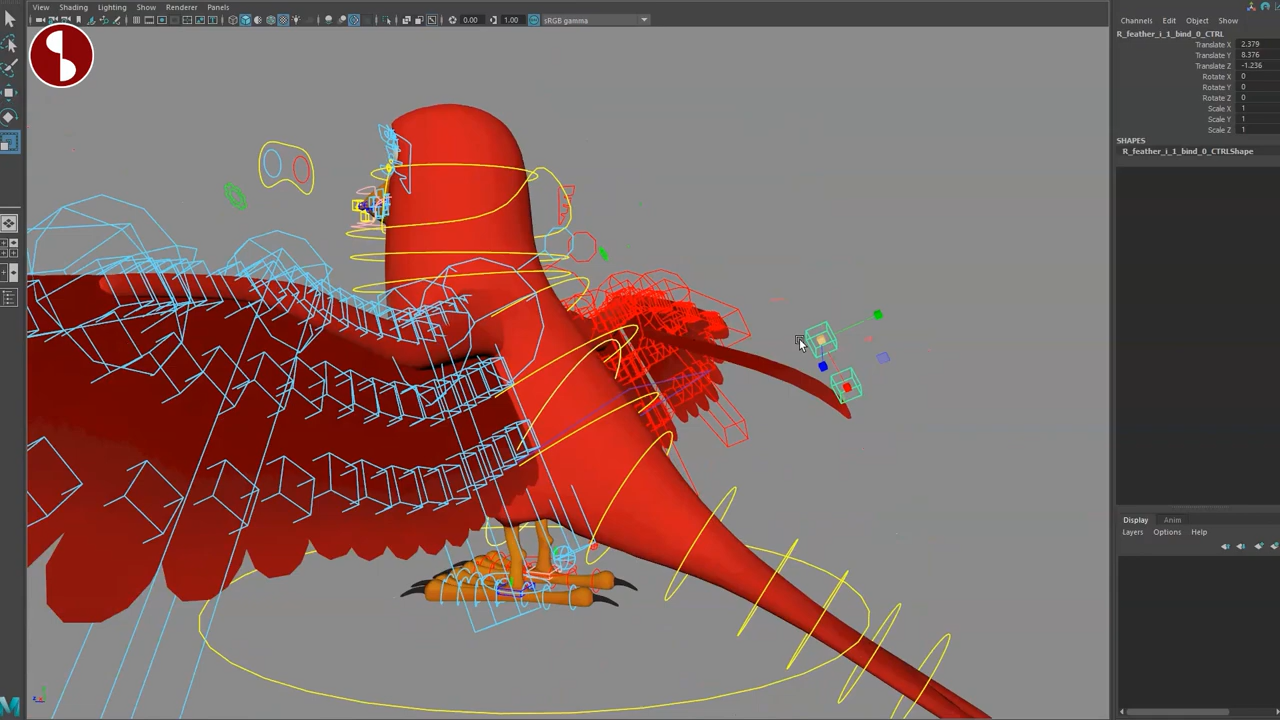 View Shading Lighting Show Renderer Panels
0.00 1.00 sRGB gamma
Channels Edit Object Show
R_feather_i_1_bind_0_CTRL
Translate X 2.379
Translate Y 8.376
Translate Z -1.236
Rotate X 0
Rotate Y 0
Rotate Z 0
Scale X 1
Scale Y 1
Scale Z 1
SHAPES
R_feather_i_1_bind_0_CTRLShape
Display Anim
Layers Options Help